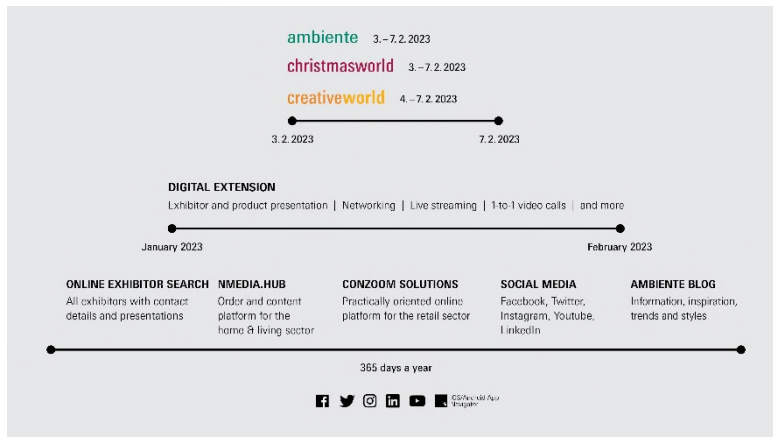 ambiente 3.–7.2.2023
christmasworld 3.–7.2.2023
creativeworld 4.–7.2.2023
3.2.2023 7.2.2023
DIGITAL EXTENSION
Exhibitor and product presentation | Networking | Live streaming | 1-to-1 video calls | and more
January 2023 February 2023
ONLINE EXHIBITOR SEARCH
All exhibitors with contact
details and presentations
NMEDIA.HUB
Order and content
platform for the
home & living sector
CONZOOM SOLUTIONS
Practically oriented online
platform for the retail sector
SOCIAL MEDIA
Facebook, Twitter,
Instagram, Youtube,
LinkedIn
AMBIENTE BLOG
Information, inspiration,
trends and styles
365 days a year
iOS/Android App
Navigator